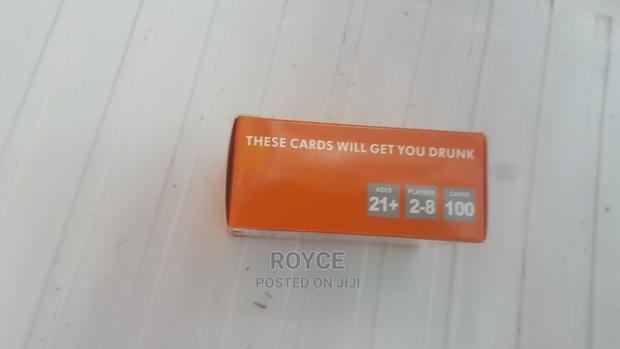 THESE CARDS WILL GET YOU DRUNK
AGES PLAYERS CARDS
21+ 2-8 100
ROYCE
POSTED ON JIJI